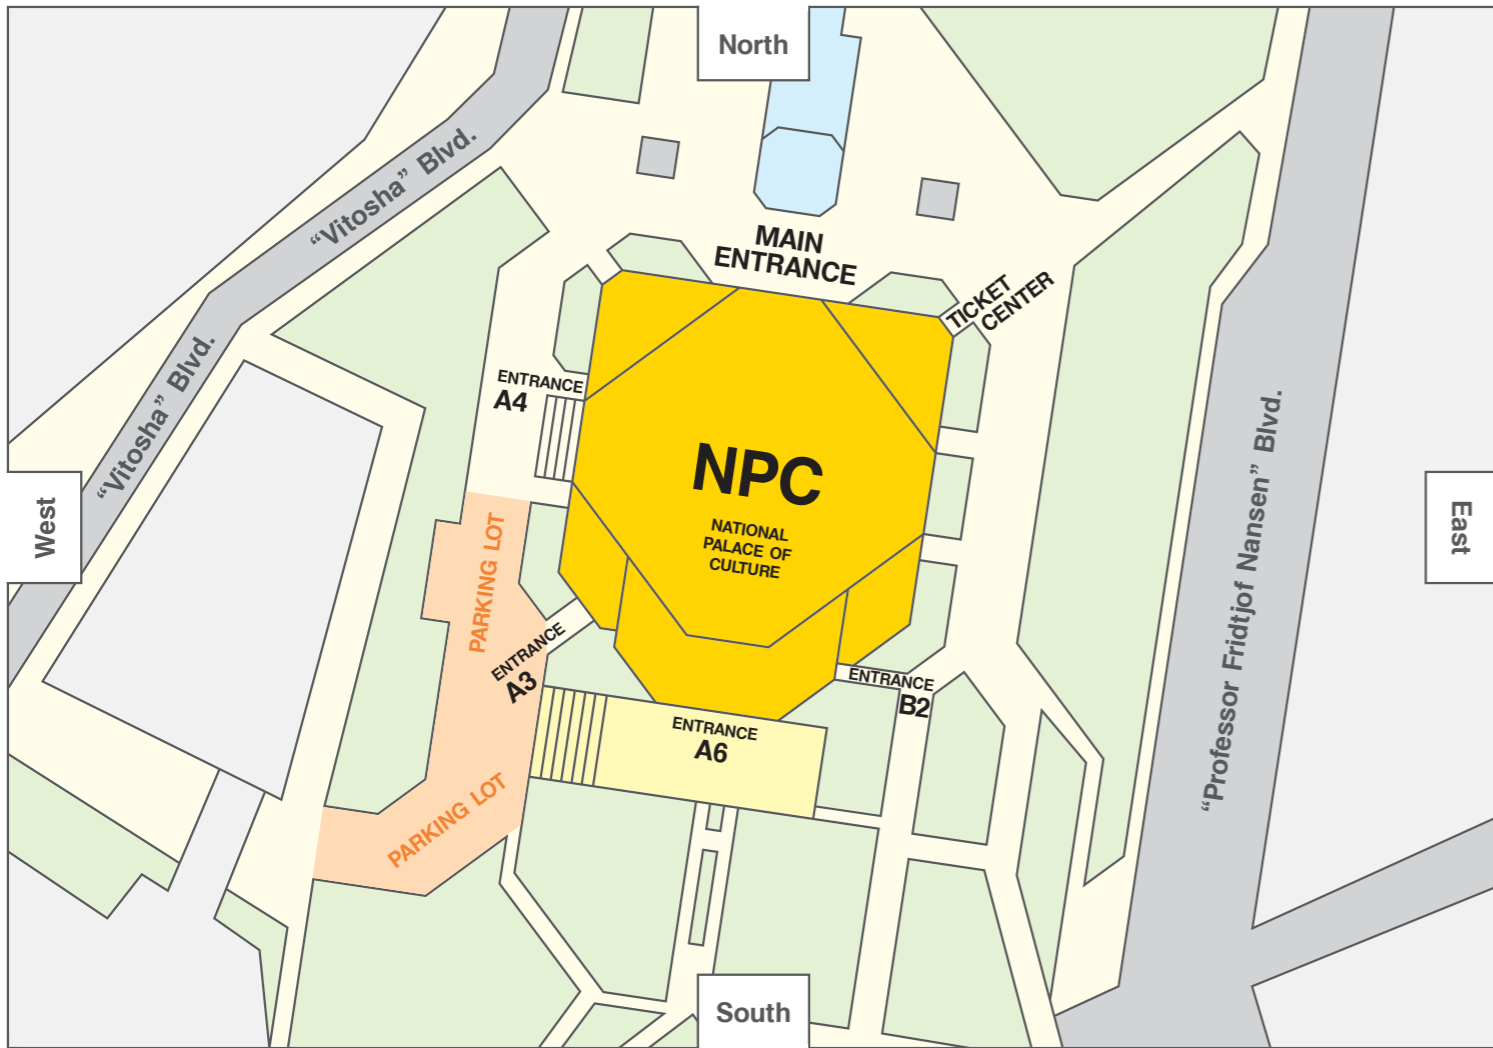 North
“Vitosha” Blvd.
MAIN
ENTRANCE
TICKET
CENTER
“Vitosha” Blvd.
ENTRANCE
A4
NPC
NATIONAL
PALACE OF
CULTURE
“Professor Fridtjof Nansen” Blvd.
West
East
PARKING LOT
ENTRANCE
A3
ENTRANCE
B2
ENTRANCE
A6
PARKING LOT
South